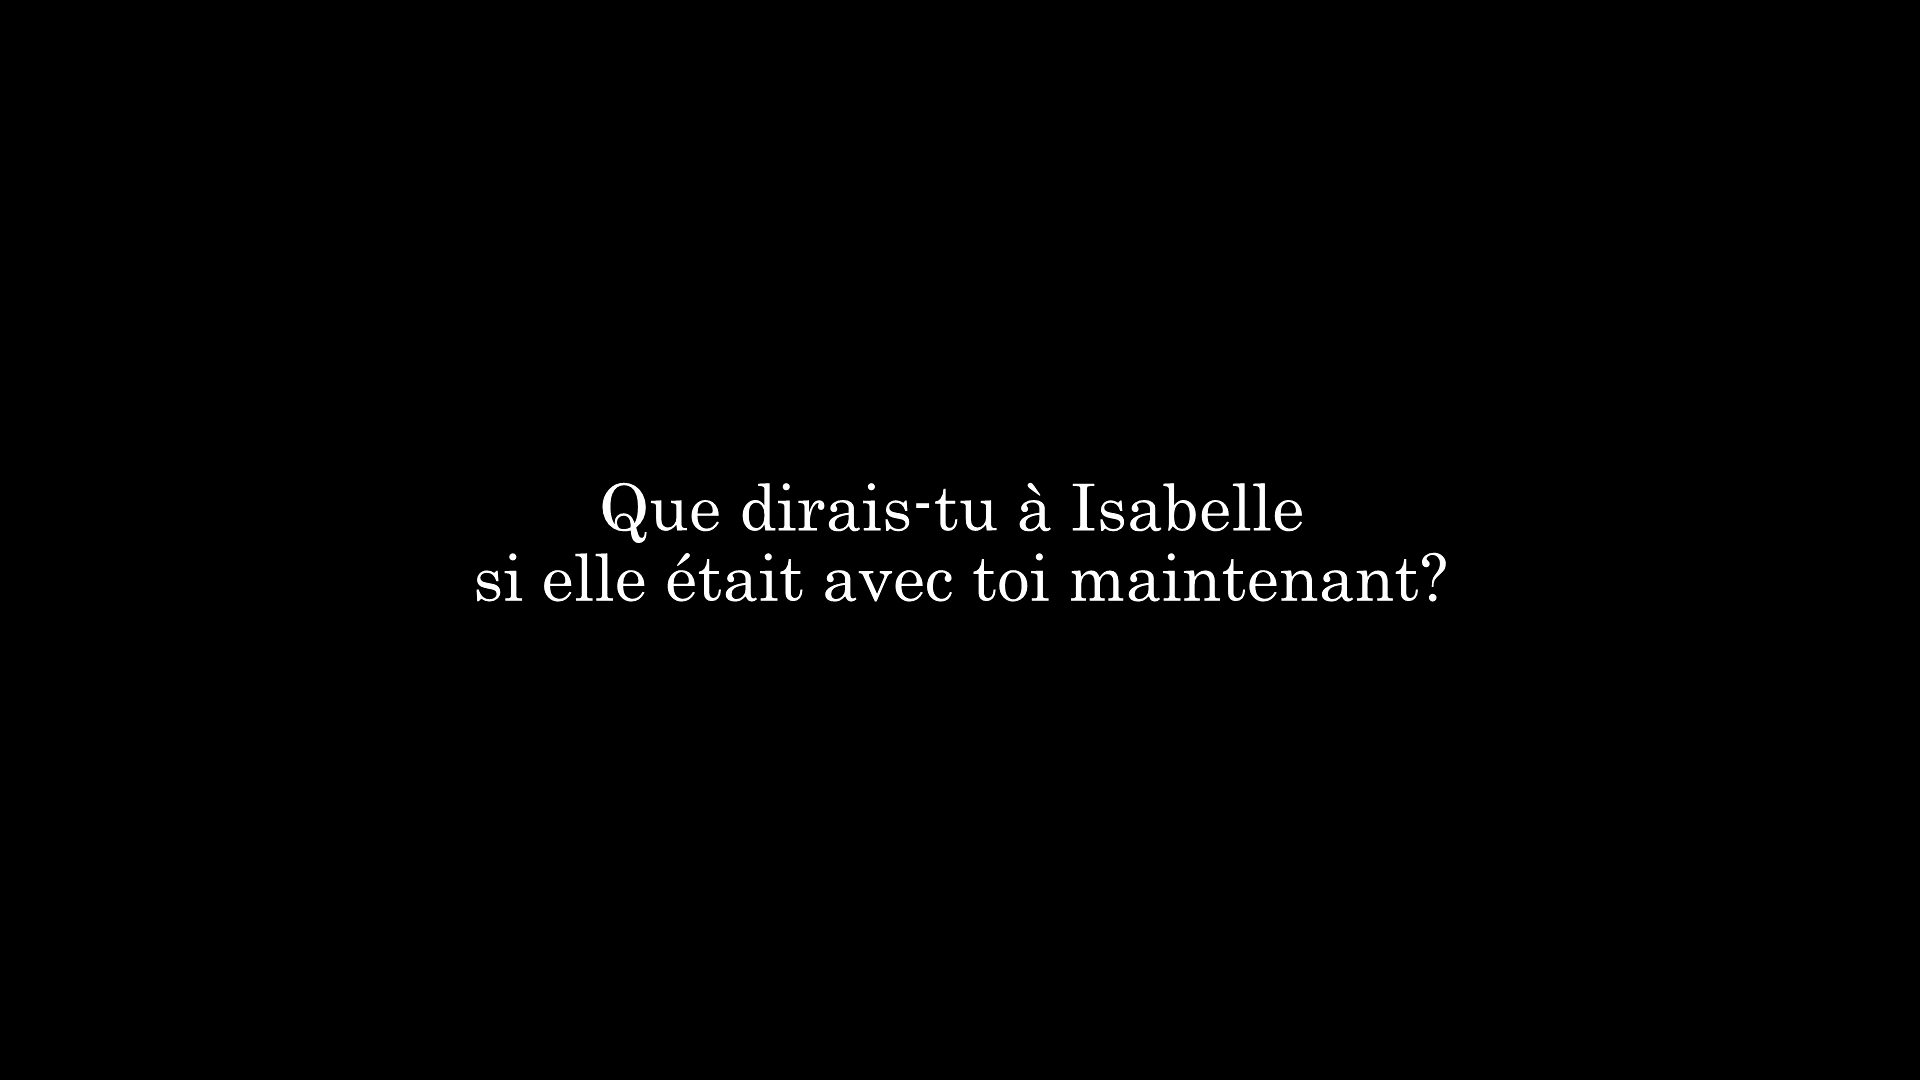 Que dirais-tu à Isabelle
si elle était avec toi maintenant?